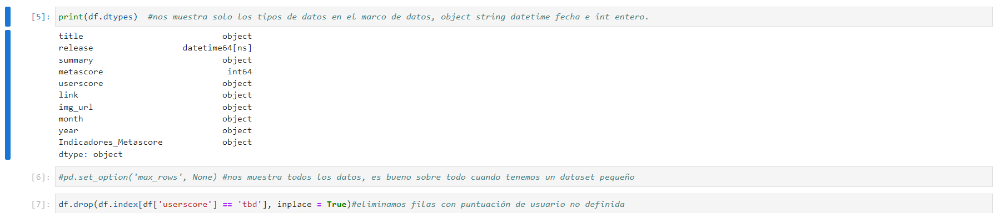 [5]: print(df.dtypes)  #nos muestra solo los tipos de datos en el marco de datos, object string datetime fecha e int entero.
title                            object
release                  datetime64[ns]
summary                          object
metascore                         int64
userscore                        object
link                             object
img_url                          object
month                            object
year                             object
Indicadores_Metascore            object
dtype: object
[6]: #pd.set_option('max_rows', None) #nos muestra todos los datos, es bueno sobre todo cuando tenemos un dataset pequeño
[7]: df.drop(df.index[df['userscore'] == 'tbd'], inplace = True)#eliminamos filas con puntuación de usuario no definida